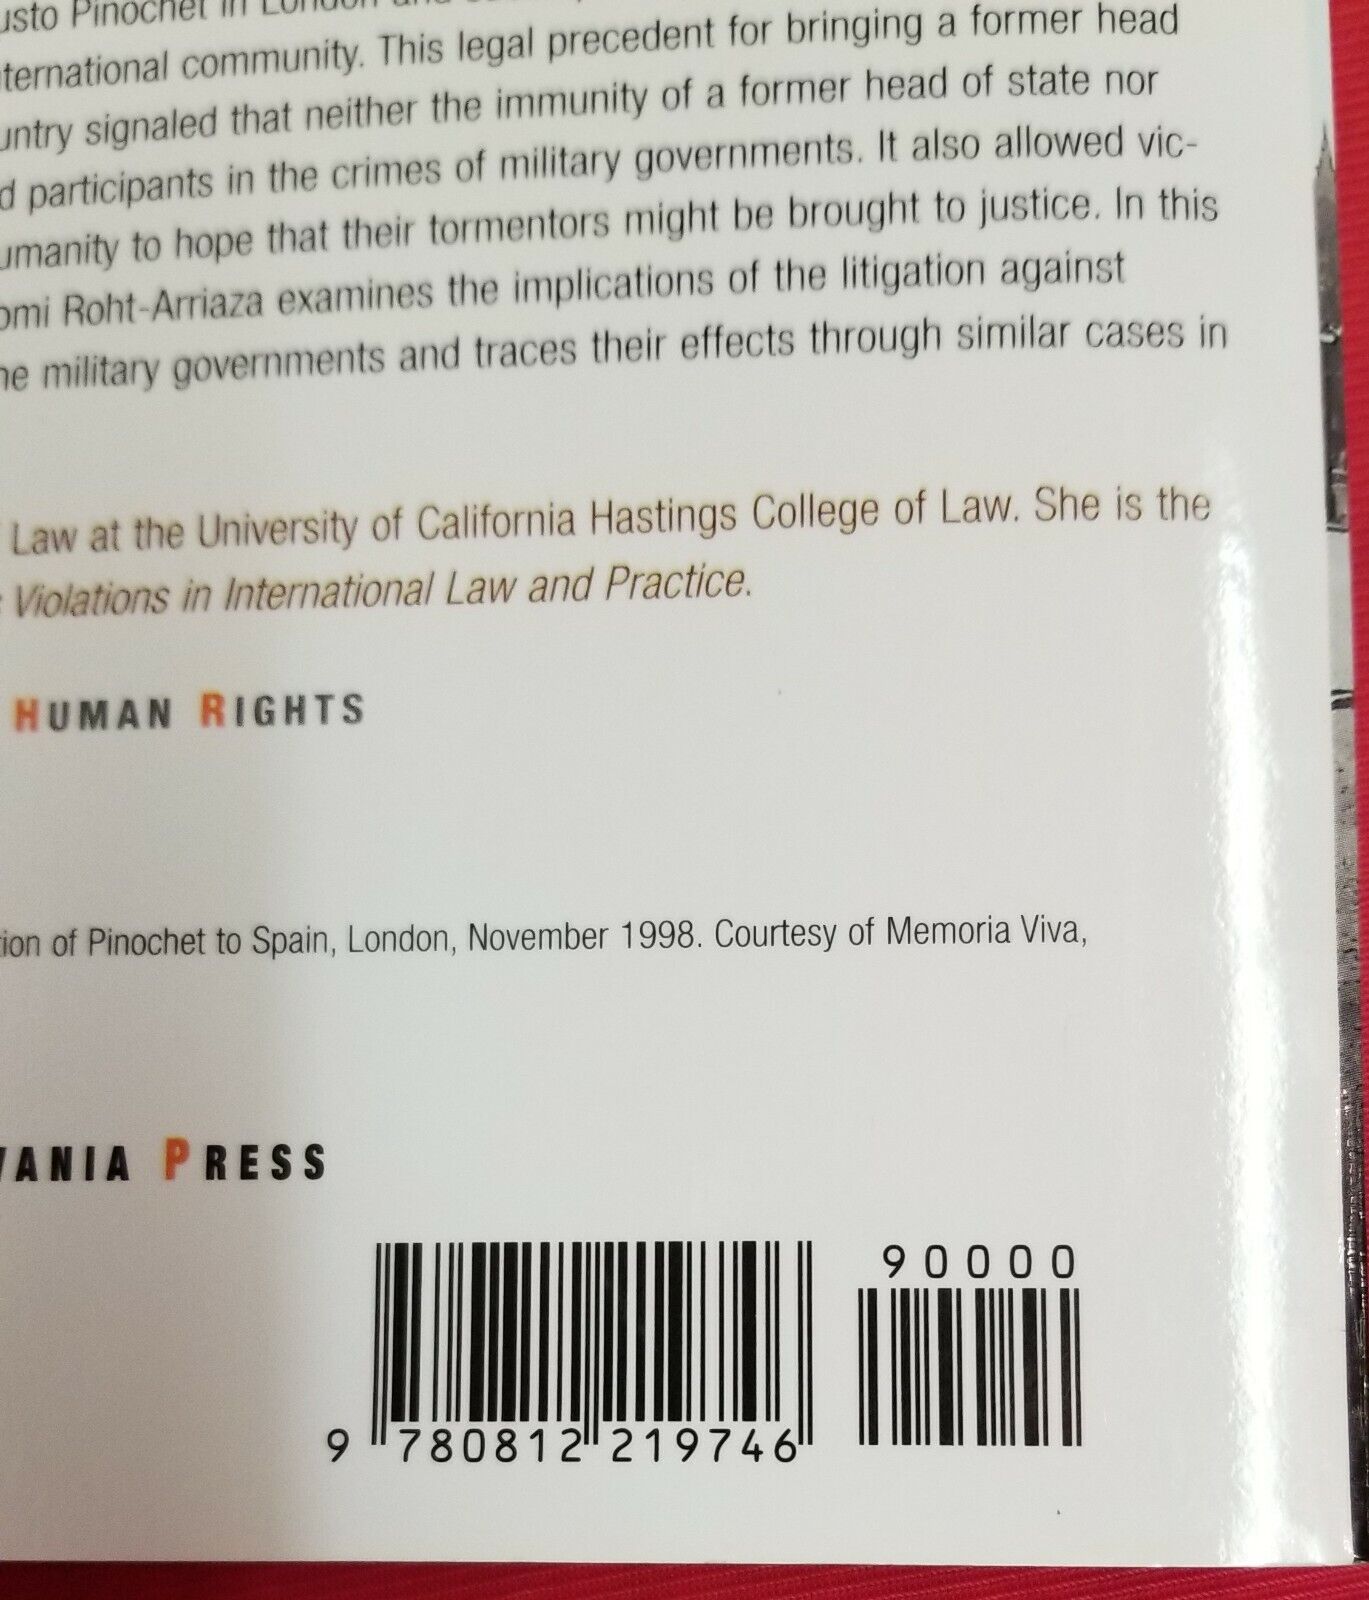 usto Pinochet in London and
ternational community. This legal precedent for bringing a former head
untry signaled that neither the immunity of a former head of state nor
d participants in the crimes of military governments. It also allowed vic-
umanity to hope that their tormentors might be brought to justice. In this
omi Roht-Arriaza examines the implications of the litigation against
he military governments and traces their effects through similar cases in
Law at the University of California Hastings College of Law. She is the
Violations in International Law and Practice.
HUMAN RIGHTS
tion of Pinochet to Spain, London, November 1998. Courtesy of Memoria Viva,
VANIA PRESS
90000
9 780812 219746